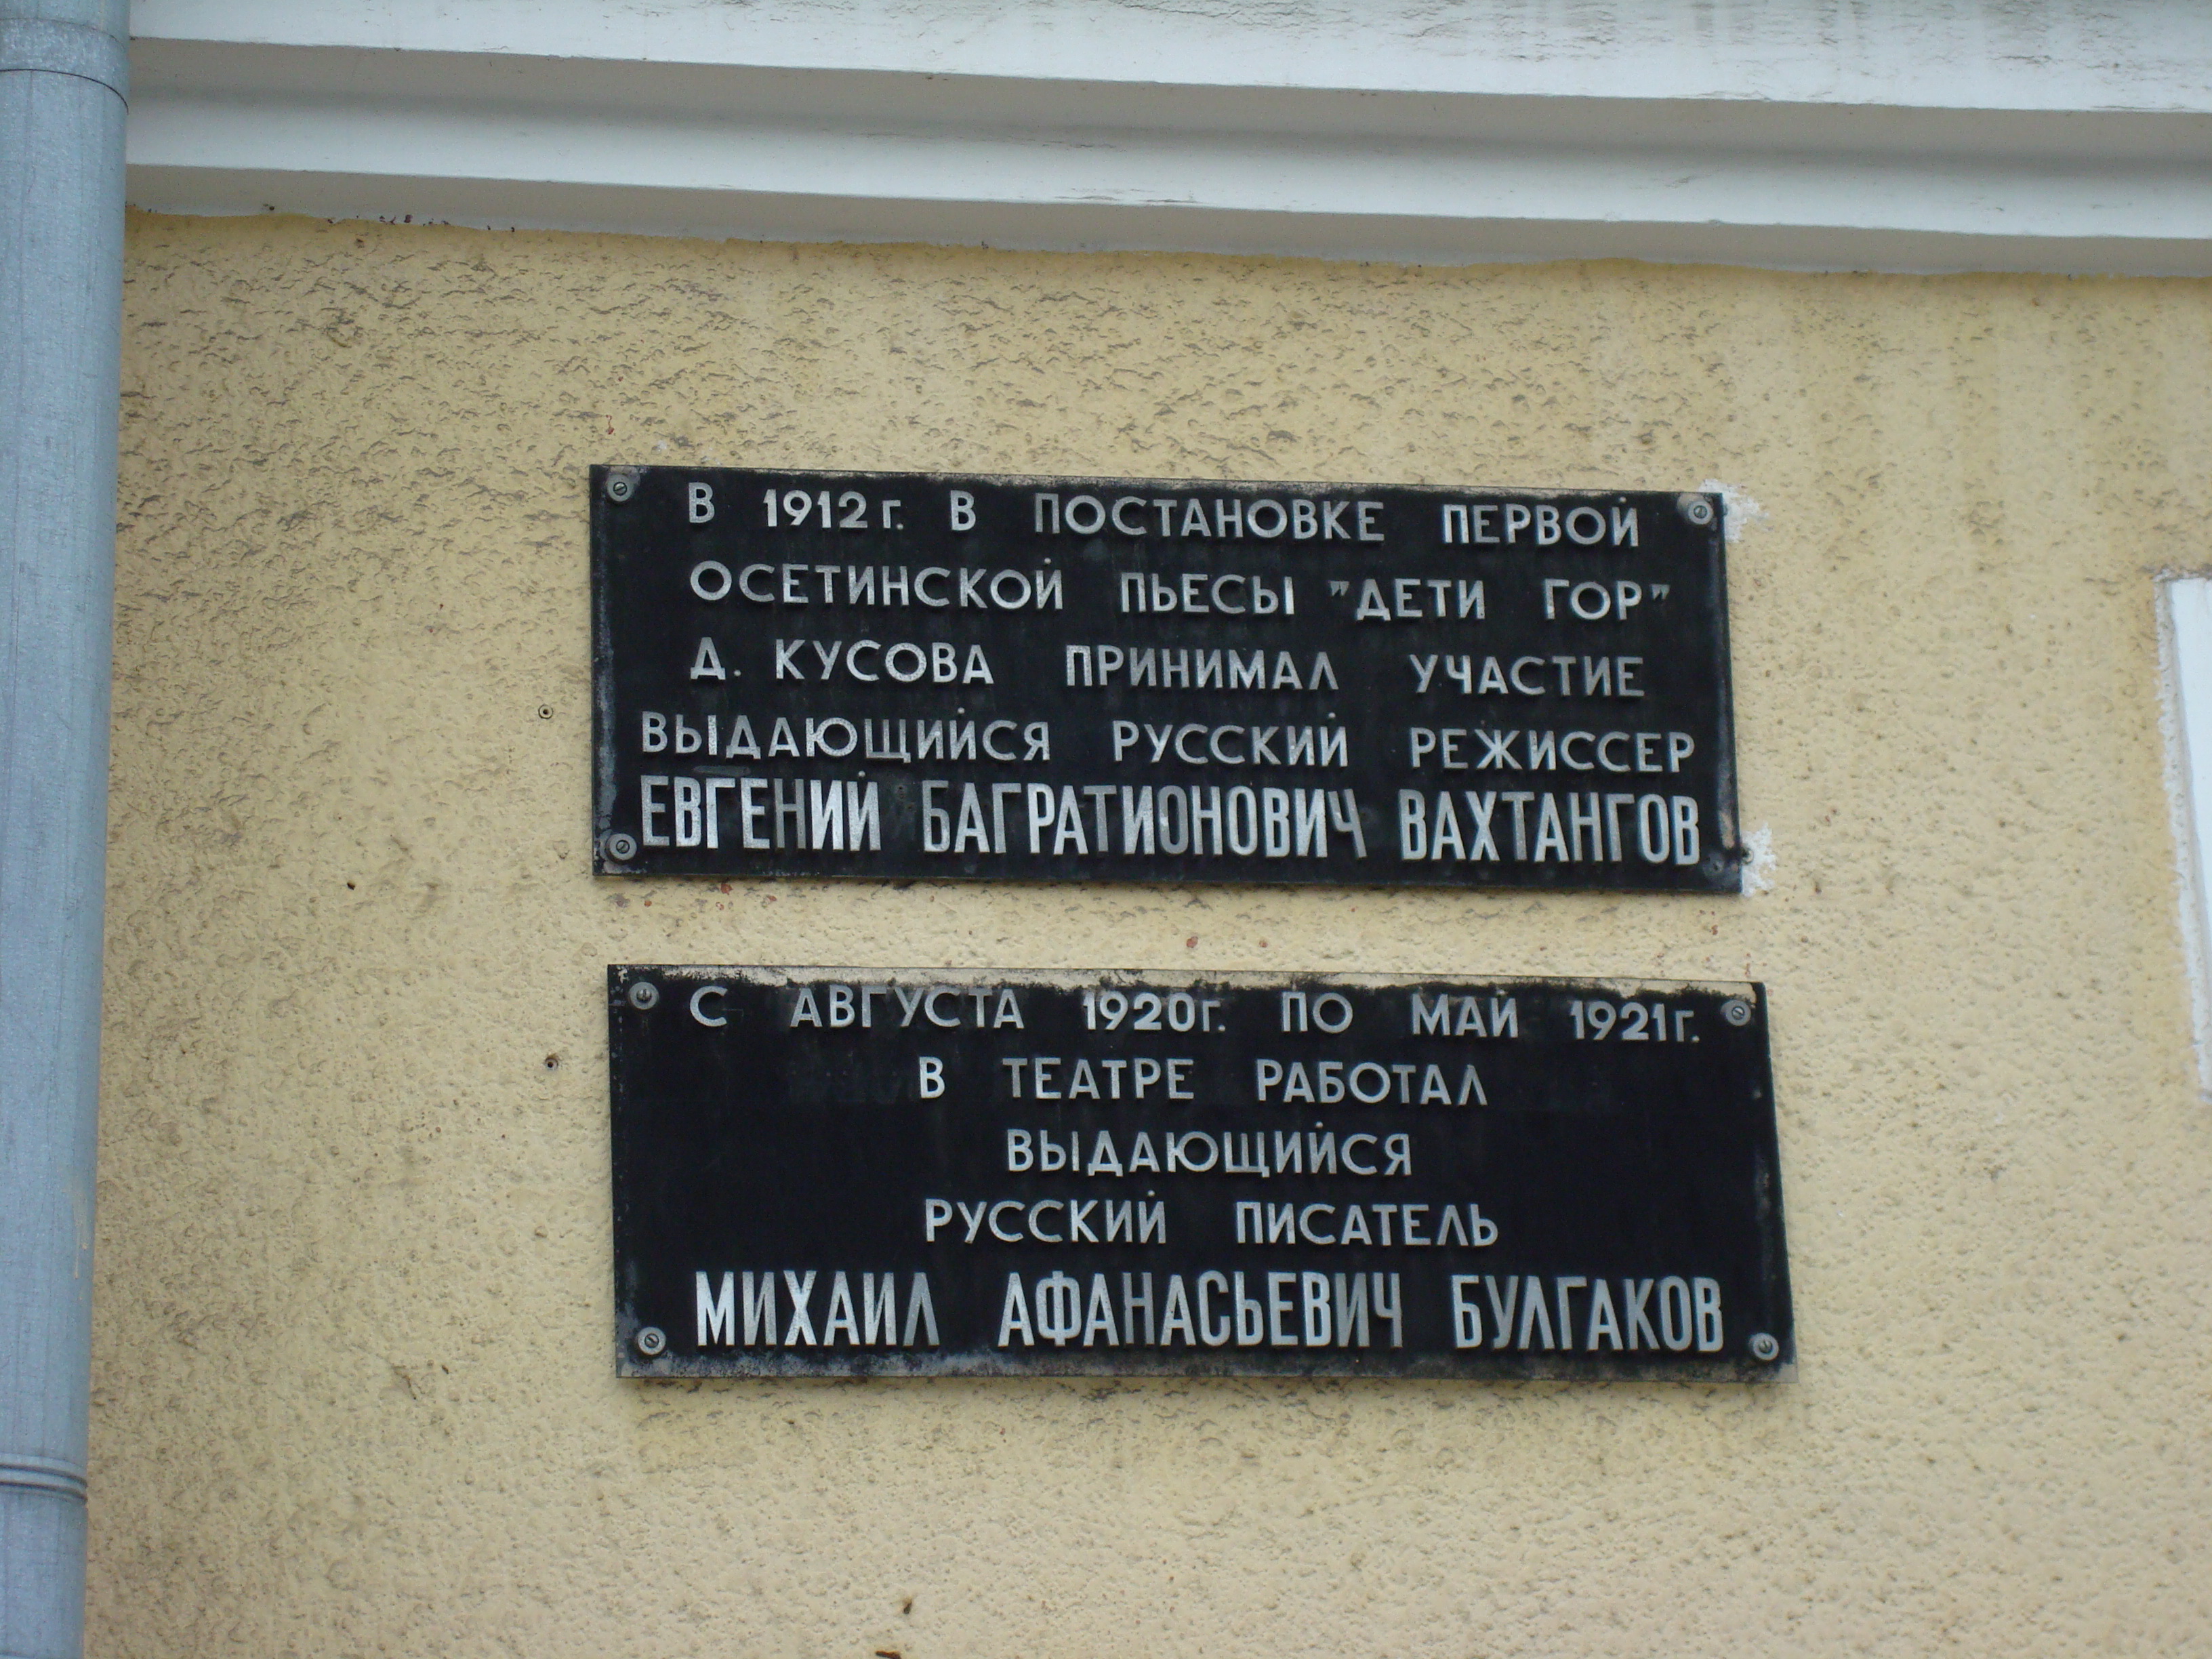 В 1912 г. В ПОСТАНОВКЕ ПЕРВОЙ
ОСЕТИНСКОЙ ПЬЕСЫ "ДЕТИ ГОР"
Д. КУСОВА ПРИНИМАЛ УЧАСТИЕ
ВЫДАЮЩИЙСЯ РУССКИЙ РЕЖИССЕР
ЕВГЕНИЙ БАГРАТИОНОВИЧ ВАХТАНГОВ
С АВГУСТА 1920г. ПО МАЙ 1921г.
В ТЕАТРЕ РАБОТАЛ
ВЫДАЮЩИЙСЯ
РУССКИЙ ПИСАТЕЛЬ
МИХАИЛ АФАНАСЬЕВИЧ БУЛГАКОВ